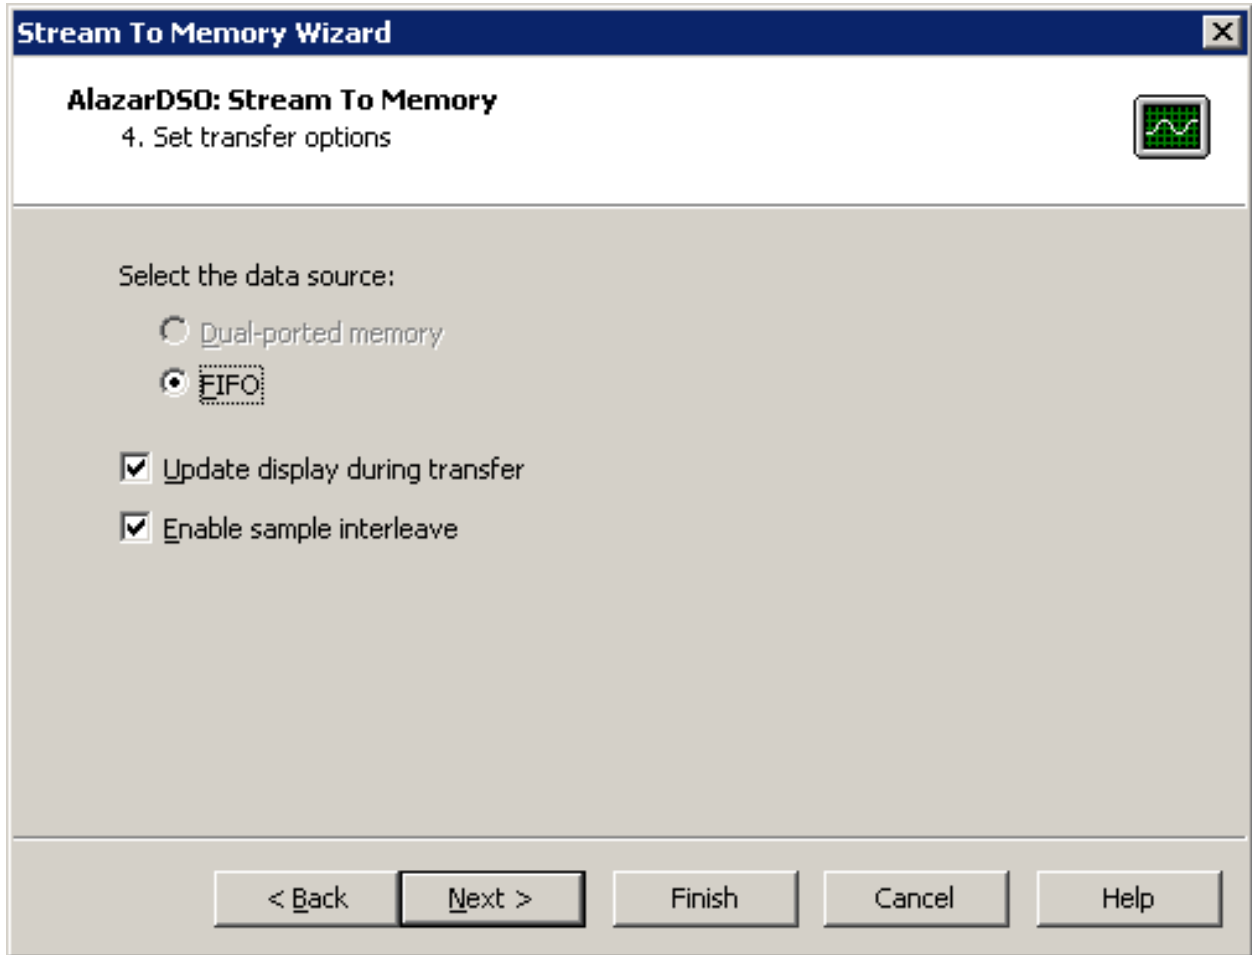 Stream To Memory Wizard
AlazarDSO: Stream To Memory
4. Set transfer options
Select the data source:
Dual-ported memory
FIFO
Update display during transfer
Enable sample interleave
< Back Next > Finish Cancel Help